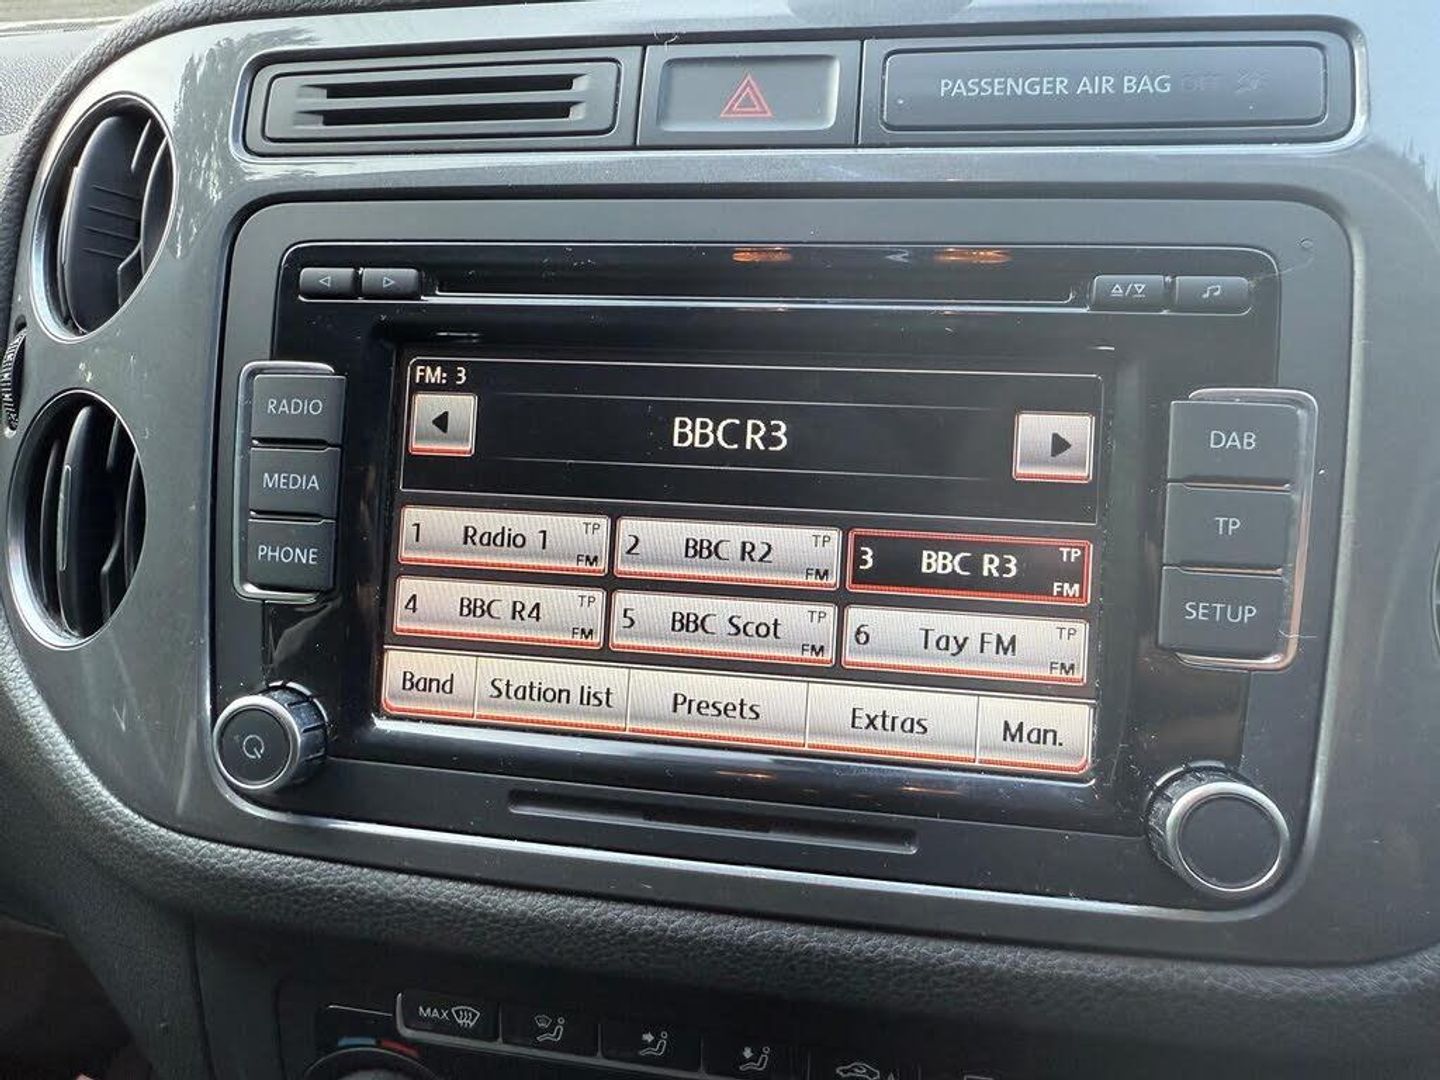 PASSENGER AIR BAG OFF
RADIO
MEDIA
PHONE
FM: 3
BBC R3
1 Radio 1 TP FM
2 BBC R2 TP FM
3 BBC R3 TP FM
4 BBC R4 TP FM
5 BBC Scot TP FM
6 Tay FM TP FM
Band Station list Presets Extras Man.
DAB
TP
SETUP
MAX